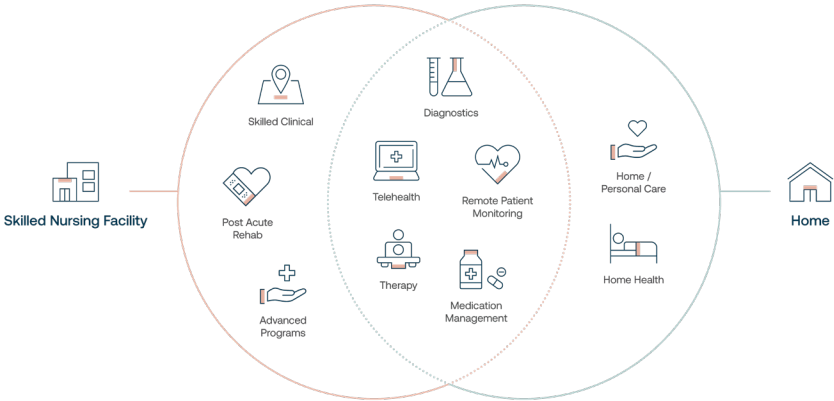 Skilled Nursing Facility
Skilled Clinical
Post Acute
Rehab
Advanced
Programs
Diagnostics
Telehealth
Remote Patient
Monitoring
Therapy
Medication
Management
Home /
Personal Care
Home Health
Home